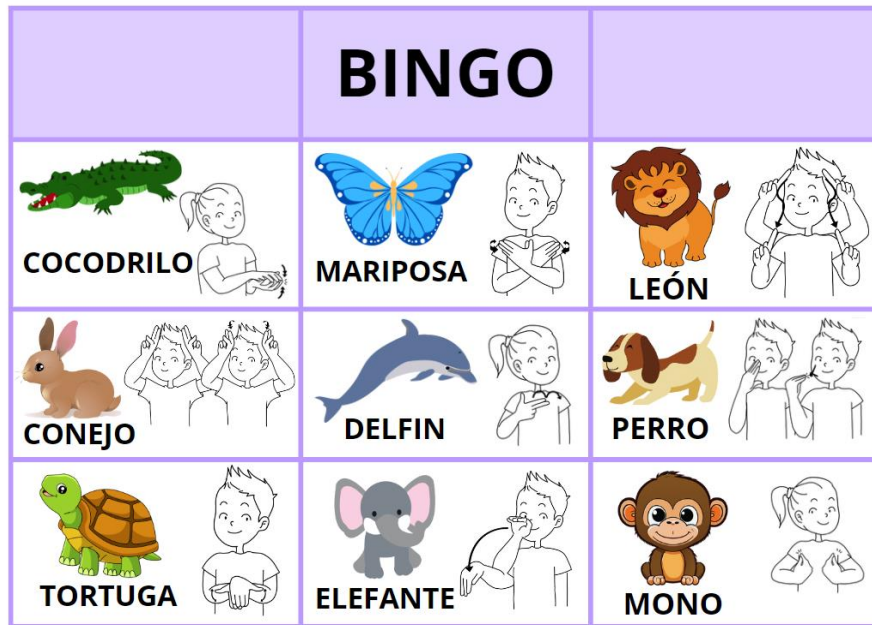 BINGO
COCODRILO
MARIPOSA
LEÓN
CONEJO
DELFIN
PERRO
TORTUGA
ELEFANTE
MONO